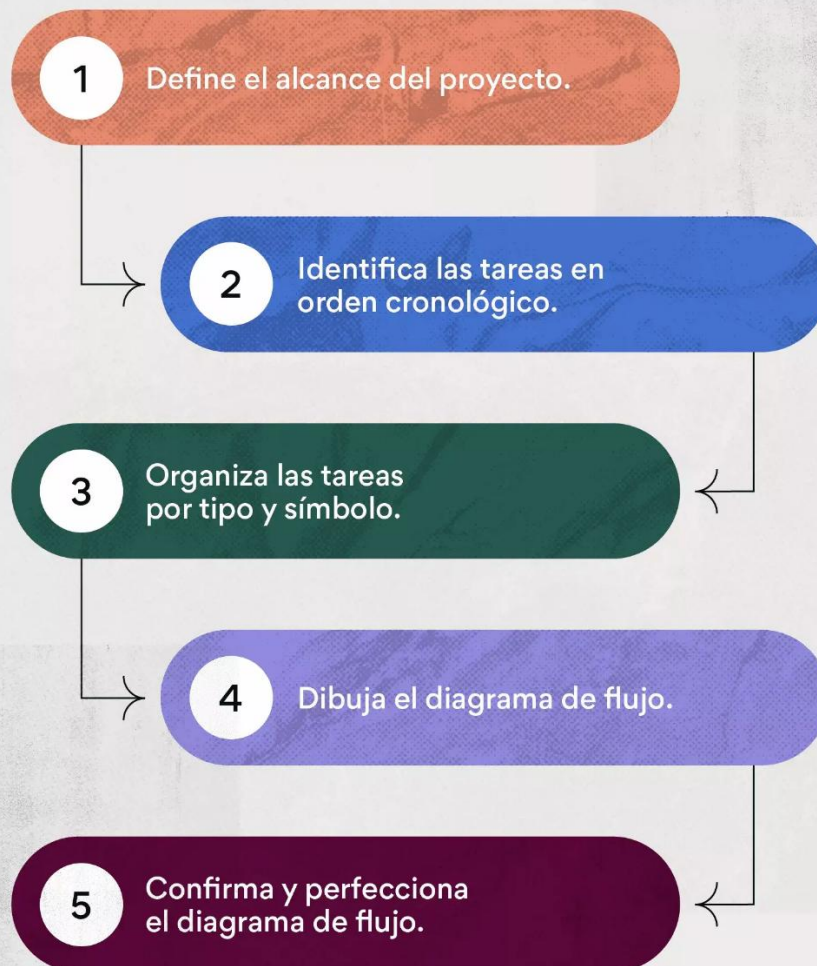 1
Define el alcance del proyecto.
2
Identifica las tareas en
orden cronológico.
3
Organiza las tareas
por tipo y símbolo.
4
Dibuja el diagrama de flujo.
5
Confirma y perfecciona
el diagrama de flujo.